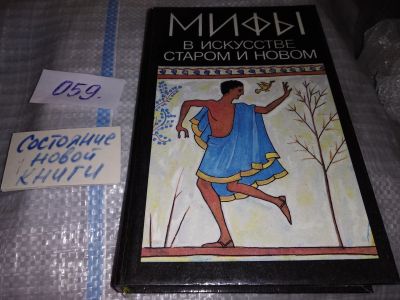 МИФЫ
В ИСКУССТВЕ
СТАРОМ И НОВОМ
059.
СОСТОЯНИЕ
НОВОЙ
КНИГИ